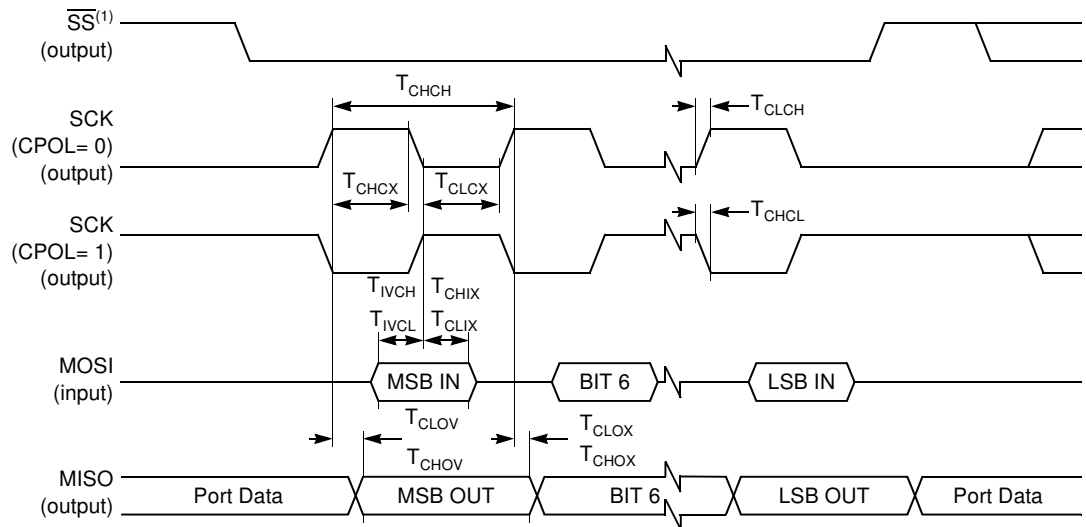 SS(1)
(output)
TCHCH
TCLCH
SCK
(CPOL= 0)
(output)
TCHCX
TCLCX
TCHCL
SCK
(CPOL= 1)
(output)
TIVCH
TCHIX
TIVCL
TCLIX
MOSI
(input)
MSB IN
BIT 6
LSB IN
TCLOV
TCLOX
TCHOV
TCHOX
MISO
(output)
Port Data
MSB OUT
BIT 6
LSB OUT
Port Data